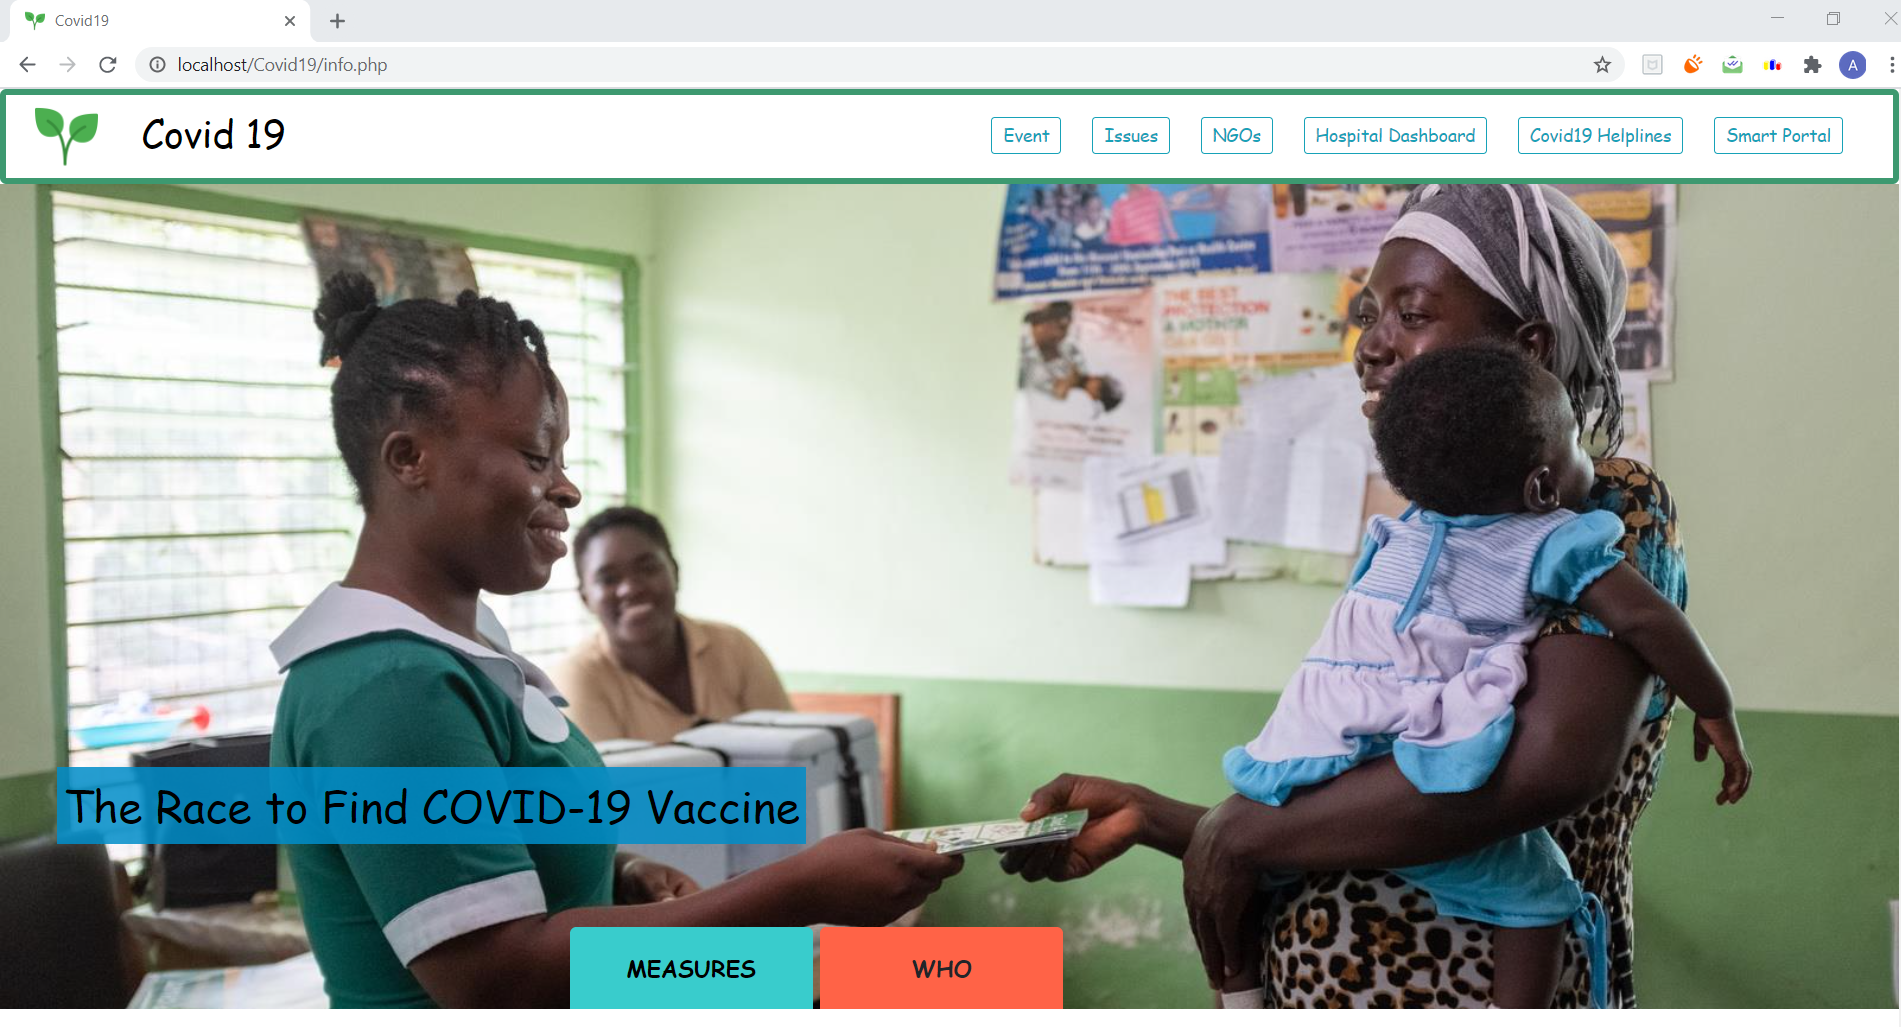 Covid19
localhost/Covid19/info.php
A
Covid 19
Event
Issues
NGOs
Hospital Dashboard
Covid19 Helplines
Smart Portal
THE BEST
PROTECTION
A MOTHER
The Race to Find COVID-19 Vaccine
MEASURES
WHO